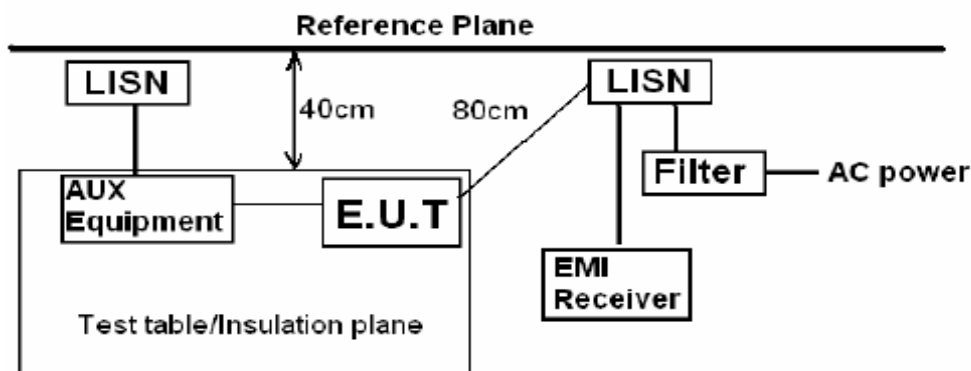 Reference Plane
LISN
40cm
80cm
LISN
Filter
AC power
AUX
Equipment
E.U.T
EMI
Receiver
Test table/Insulation plane